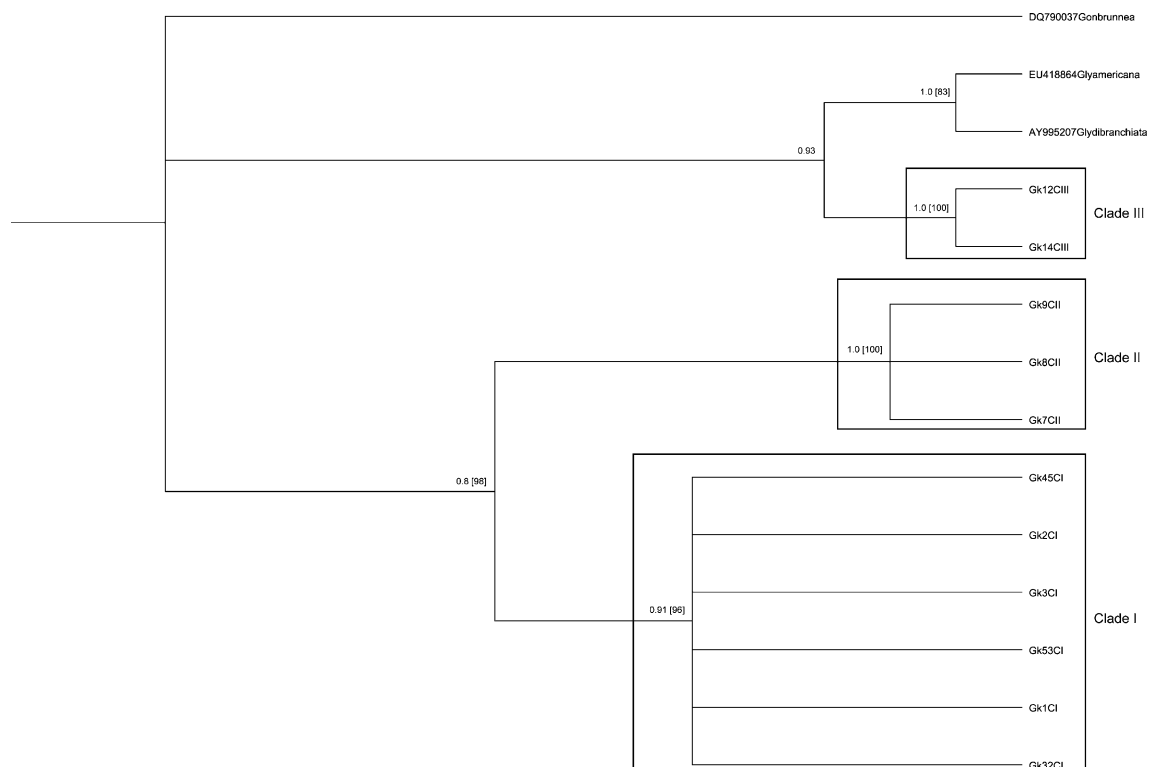 DQ790037Gonbrunnea
EU418864Glyamericana
1.0 [83]
AY995207Glydibranchiata
0.93
Gk12CIII
1.0 [100]
Clade III
Gk14CIII
Gk9CII
1.0 [100]
Clade II
Gk8CII
Gk7CII
Gk45CI
0.8 [98]
Gk2CI
Gk3CI
0.91 [96]
Clade I
Gk53CI
Gk1CI
Gk32CI